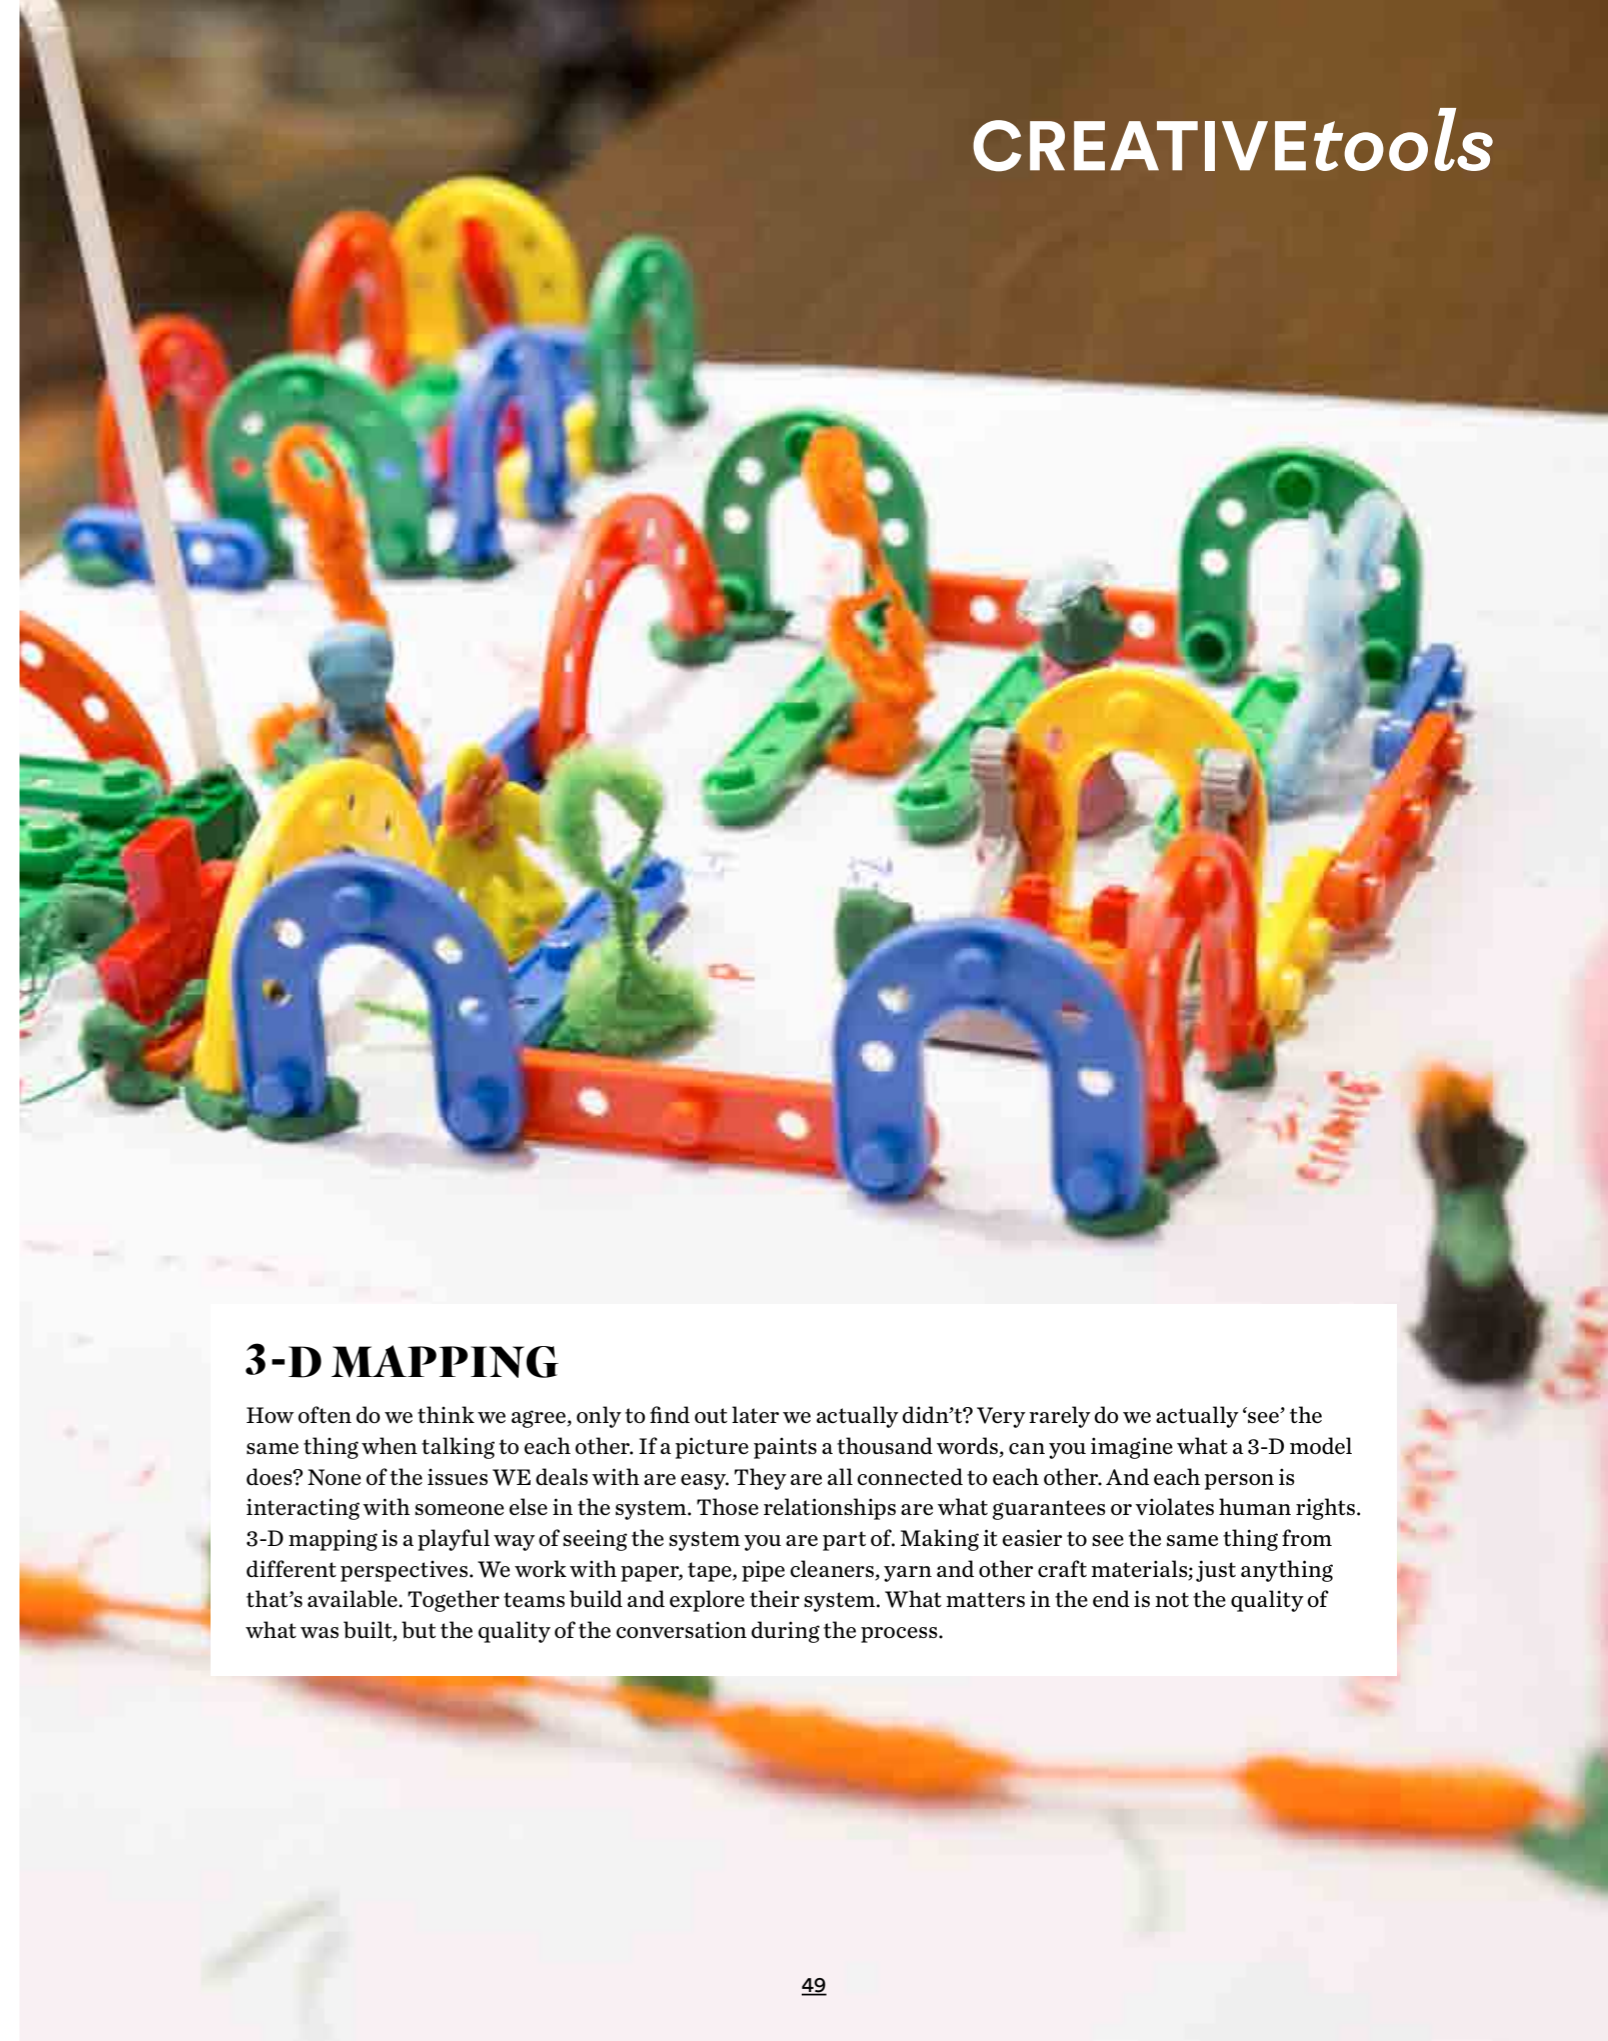 CREATIVEtools
3-D MAPPING
How often do we think we agree, only to find out later we actually didn’t? Very rarely do we actually ‘see’ the
same thing when talking to each other. If a picture paints a thousand words, can you imagine what a 3-D model
does? None of the issues WE deals with are easy. They are all connected to each other. And each person is
interacting with someone else in the system. Those relationships are what guarantees or violates human rights.
3-D mapping is a playful way of seeing the system you are part of. Making it easier to see the same thing from
different perspectives. We work with paper, tape, pipe cleaners, yarn and other craft materials; just anything
that’s available. Together teams build and explore their system. What matters in the end is not the quality of
what was built, but the quality of the conversation during the process.
49